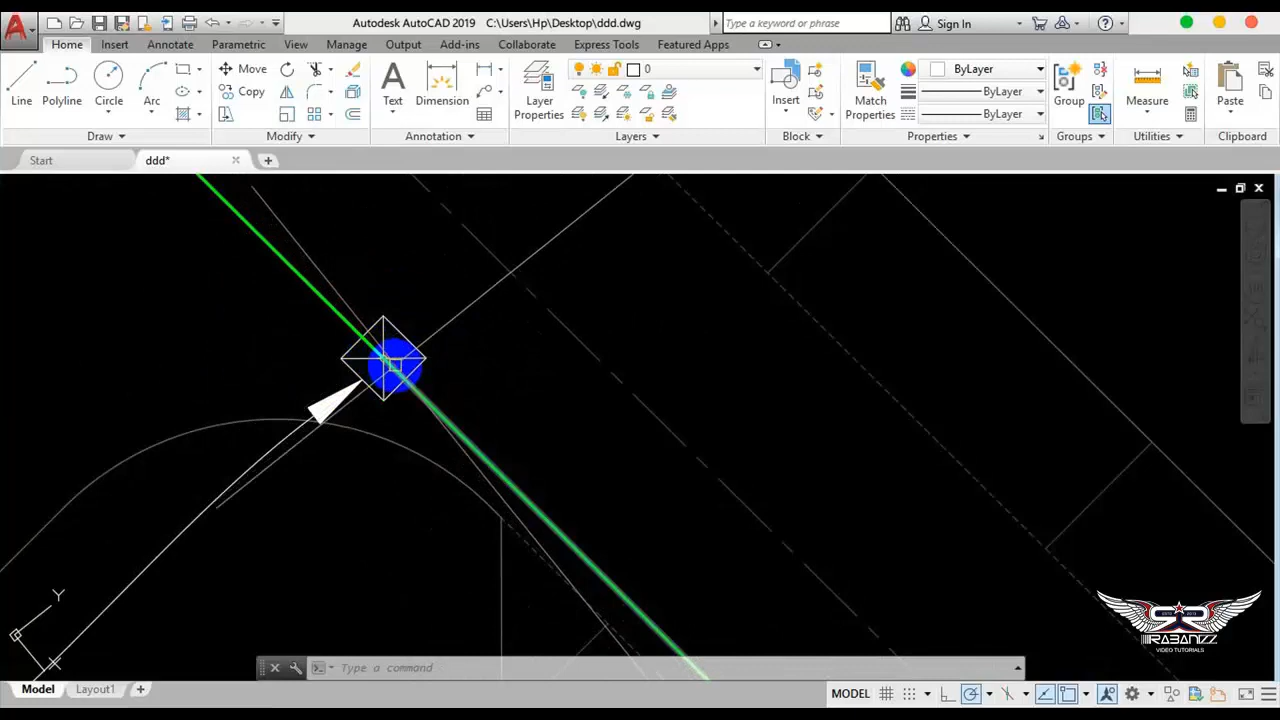 Autodesk AutoCAD 2019 C:\Users\Hp\Desktop\ddd.dwg
Type a keyword or phrase
Sign In
Home Insert Annotate Parametric View Manage Output Add-ins Collaborate Express Tools Featured Apps
Line Polyline Circle Arc
Move
Copy
Text Dimension
Layer Properties
0
Insert
Match Properties
ByLayer
ByLayer
ByLayer
Group
Measure
Paste
Draw Modify Annotation Layers Block Properties Groups Utilities Clipboard
Start ddd*
Y
X
RABANIZZ
VIDEO TUTORIALS
Type a command
Model Layout1
MODEL